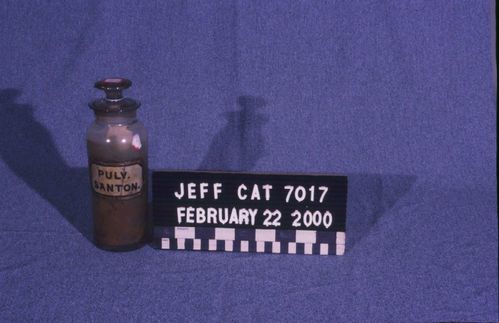 PULV.
SANTON.
JEFF CAT 7017
FEBRUARY 22 2000